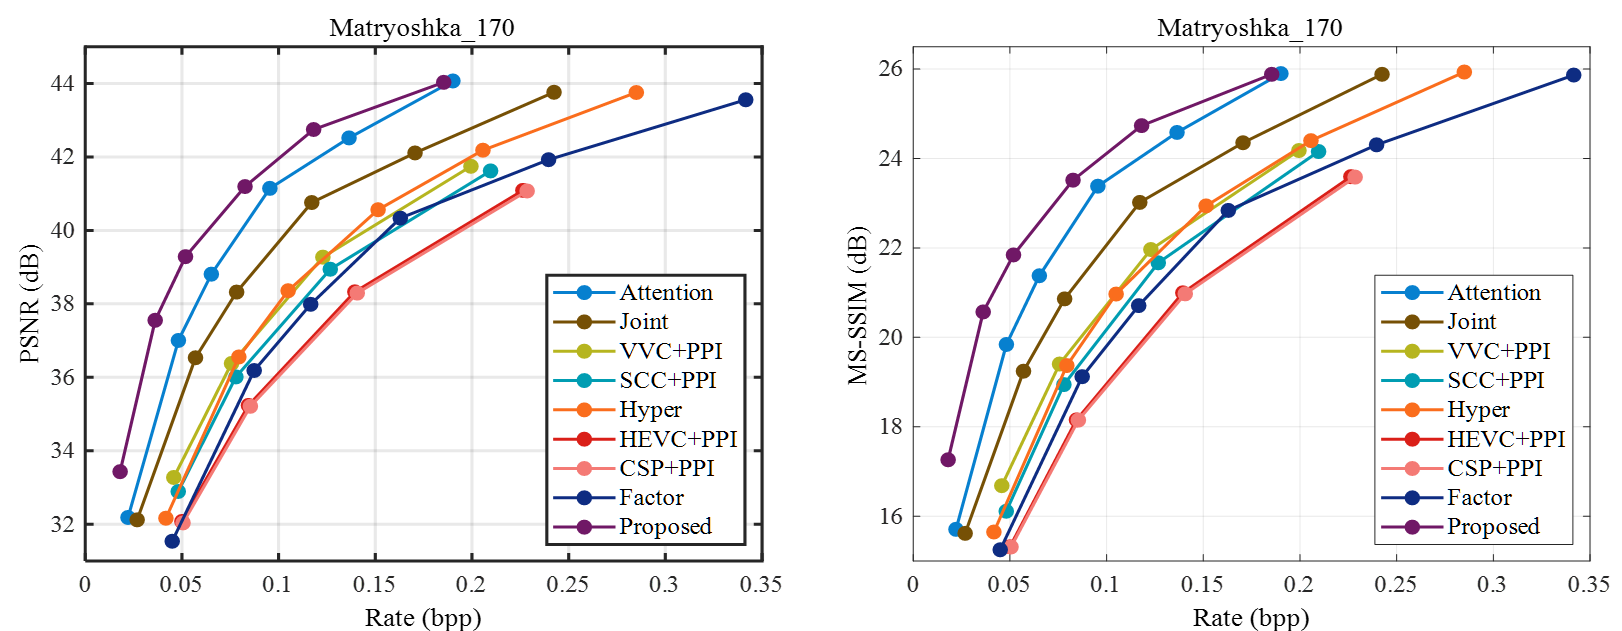 Matryoshka_170
44
42
40
38
36
34
32
PSNR (dB)
0 0.05 0.1 0.15 0.2 0.25 0.3 0.35
Rate (bpp)
Attention
Joint
VVC+PPI
SCC+PPI
Hyper
HEVC+PPI
CSP+PPI
Factor
Proposed
Matryoshka_170
26
24
22
20
18
16
MS-SSIM (dB)
0 0.05 0.1 0.15 0.2 0.25 0.3 0.35
Rate (bpp)
Attention
Joint
VVC+PPI
SCC+PPI
Hyper
HEVC+PPI
CSP+PPI
Factor
Proposed